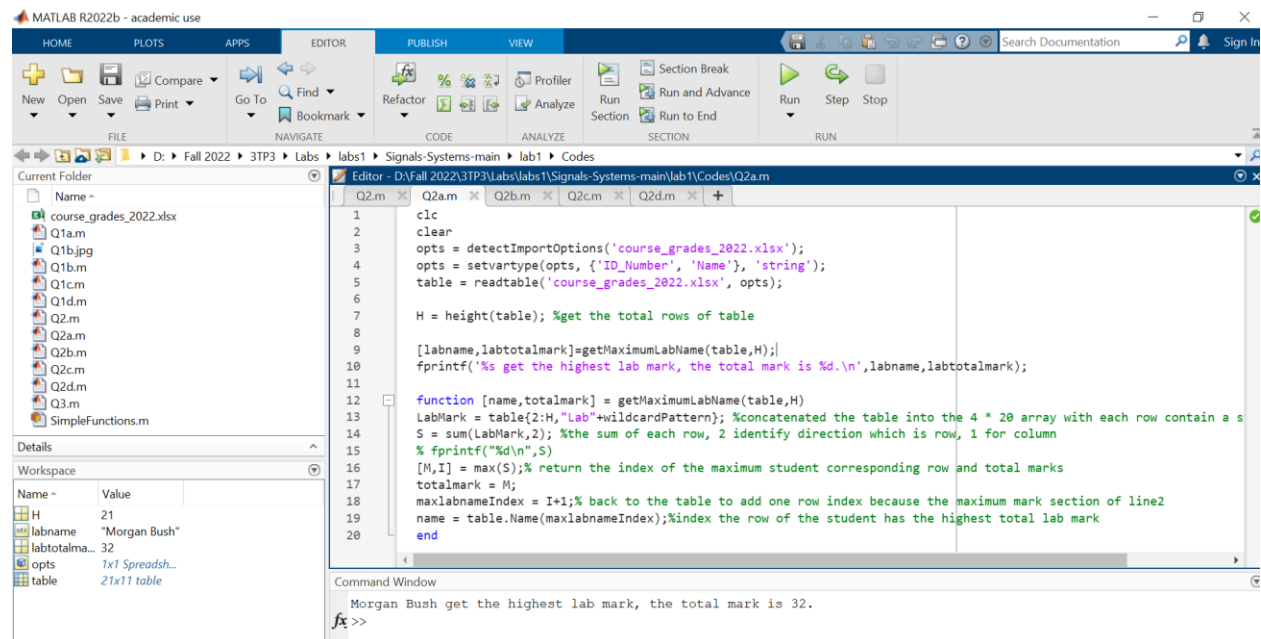 MATLAB R2022b - academic use
HOME PLOTS APPS EDITOR PUBLISH VIEW Search Documentation Sign In
New Open Save Compare Print Go To Find Bookmark Refactor Profiler Analyze Run Section Section Break Run and Advance Run to End Run Step Stop
FILE NAVIGATE CODE ANALYZE SECTION RUN
D: Fall 2022 3TP3 Labs labs1 Signals-Systems-main lab1 Codes
Current Folder
Name
course_grades_2022.xlsx
Q1a.m
Q1b.jpg
Q1b.m
Q1c.m
Q1d.m
Q2.m
Q2a.m
Q2b.m
Q2c.m
Q2d.m
Q3.m
SimpleFunctions.m
Details
Workspace
Name Value
H 21
labname "Morgan Bush"
labtotalma... 32
opts 1x1 Spreadsh...
table 21x11 table
Editor - D:\Fall 2022\3TP3\Labs\labs1\Signals-Systems-main\lab1\Codes\Q2a.m
Q2.m Q2a.m Q2b.m Q2c.m Q2d.m
1 clc
2 clear
3 opts = detectImportOptions('course_grades_2022.xlsx');
4 opts = setvartype(opts, {'ID_Number', 'Name'}, 'string');
5 table = readtable('course_grades_2022.xlsx', opts);
6
7 H = height(table); %get the total rows of table
8
9 [labname,labtotalmark]=getMaximumLabName(table,H);
10 fprintf('%s get the highest lab mark, the total mark is %d.\n',labname,labtotalmark);
11
12 function [name,totalmark] = getMaximumLabName(table,H)
13 LabMark = table{2:H,"Lab"+wildcardPattern}; %concatenated the table into the 4 * 20 array with each row contain a s
14 S = sum(LabMark,2); %the sum of each row, 2 identify direction which is row, 1 for column
15 % fprintf("%d\n",S)
16 [M,I] = max(S);% return the index of the maximum student corresponding row and total marks
17 totalmark = M;
18 maxlabnameIndex = I+1;% back to the table to add one row index because the maximum mark section of line2
19 name = table.Name(maxlabnameIndex);%index the row of the student has the highest total lab mark
20 end
Command Window
Morgan Bush get the highest lab mark, the total mark is 32.
fx >>